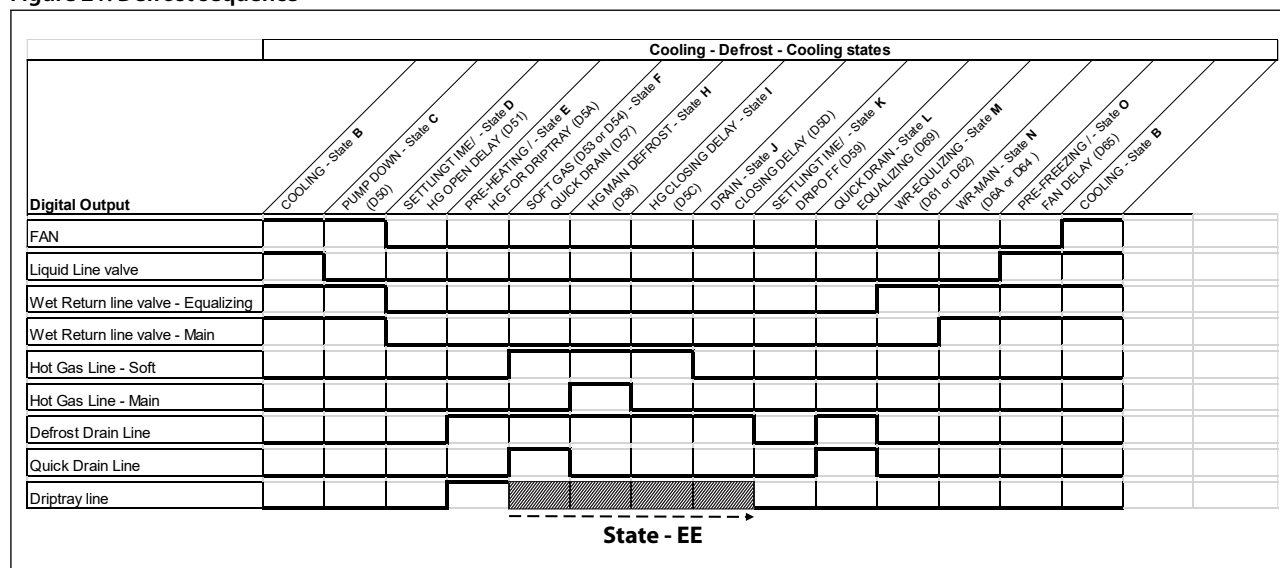 Figure Defrost sequence
Cooling - Defrost - Cooling states
Digital Output
COOLING - State B
PUMP DOWN - State C
(D50)
SETTLINGT IME/ - State D
HG OPEN DELAY (D51)
PRE-HEATING / - State E
HG FOR DRIPTRAY (D5A)
SOFT GAS (D53 or D54) - State F
QUICK DRAIN (D57)
HG MAIN DEFROST - State H
(D58)
HG CLOSING DELAY - State I
(D5C)
DRAIN - State J
CLOSING DELAY (D5D)
SETTLINGT IME/ - State K
DRIPO FF (D59)
QUICK DRAIN - State L
EQUALIZING (D69)
WR-EQULIZING - State M
(D61 or D62)
WR-MAIN - State N
(D6A or D64 )
PRE-FREEZING / - State O
FAN DELAY (D65)
COOLING - State B
FAN
Liquid Line valve
Wet Return line valve - Equalizing
Wet Return line valve - Main
Hot Gas Line - Soft
Hot Gas Line - Main
Defrost Drain Line
Quick Drain Line
Driptray line
State - EE